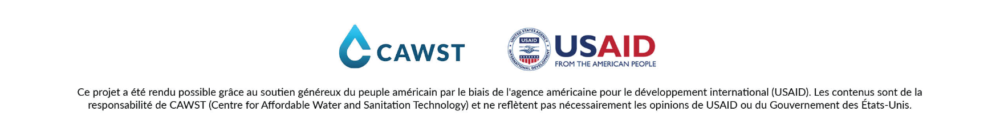 CAWST
UNITED STATES AGENCY
USAID
INTERNATIONAL DEVELOPMENT
USAID
FROM THE AMERICAN PEOPLE
Ce projet a été rendu possible grâce au soutien généreux du peuple américain par le biais de l'agence américaine pour le développement international (USAID). Les contenus sont de la
responsabilité de CAWST (Centre for Affordable Water and Sanitation Technology) et ne reflètent pas nécessairement les opinions de USAID ou du Gouvernement des États-Unis.